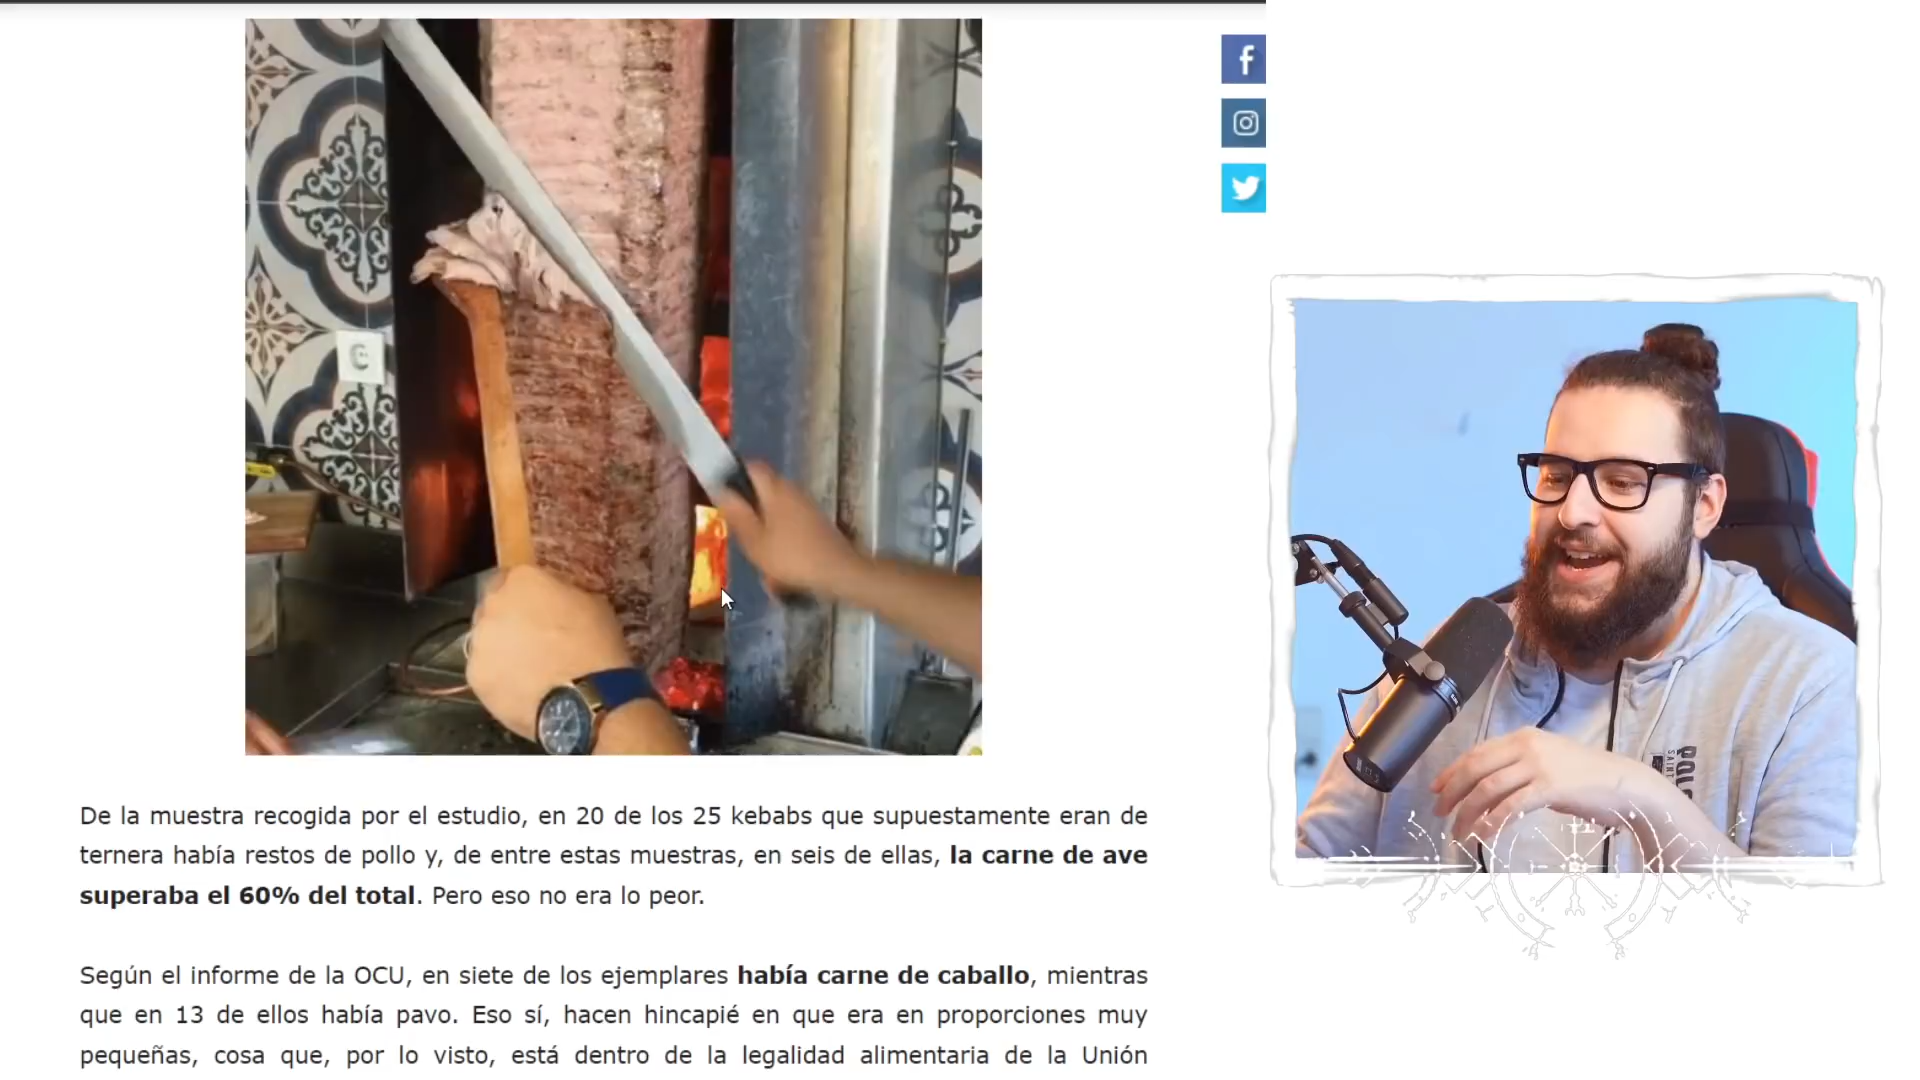 De la muestra recogida por el estudio, en 20 de los 25 kebabs que supuestamente eran de
ternera había restos de pollo y, de entre estas muestras, en seis de ellas, la carne de ave
superaba el 60% del total. Pero eso no era lo peor.
Según el informe de la OCU, en siete de los ejemplares había carne de caballo, mientras
que en 13 de ellos había pavo. Eso sí, hacen hincapié en que era en proporciones muy
pequeñas, cosa que, por lo visto, está dentro de la legalidad alimentaria de la Unión